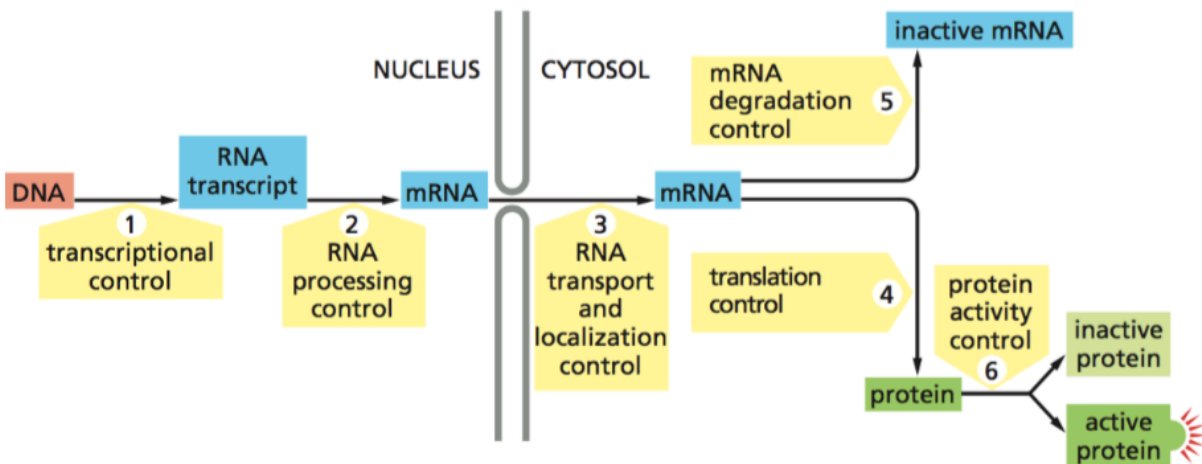 NUCLEUS
CYTOSOL
DNA
RNA
transcript
mRNA
mRNA
1
transcriptional
control
2
RNA
processing
control
3
RNA
transport
and
localization
control
inactive mRNA
mRNA
degradation
control
5
translation
control
4
protein
activity
control
6
protein
inactive
protein
active
protein